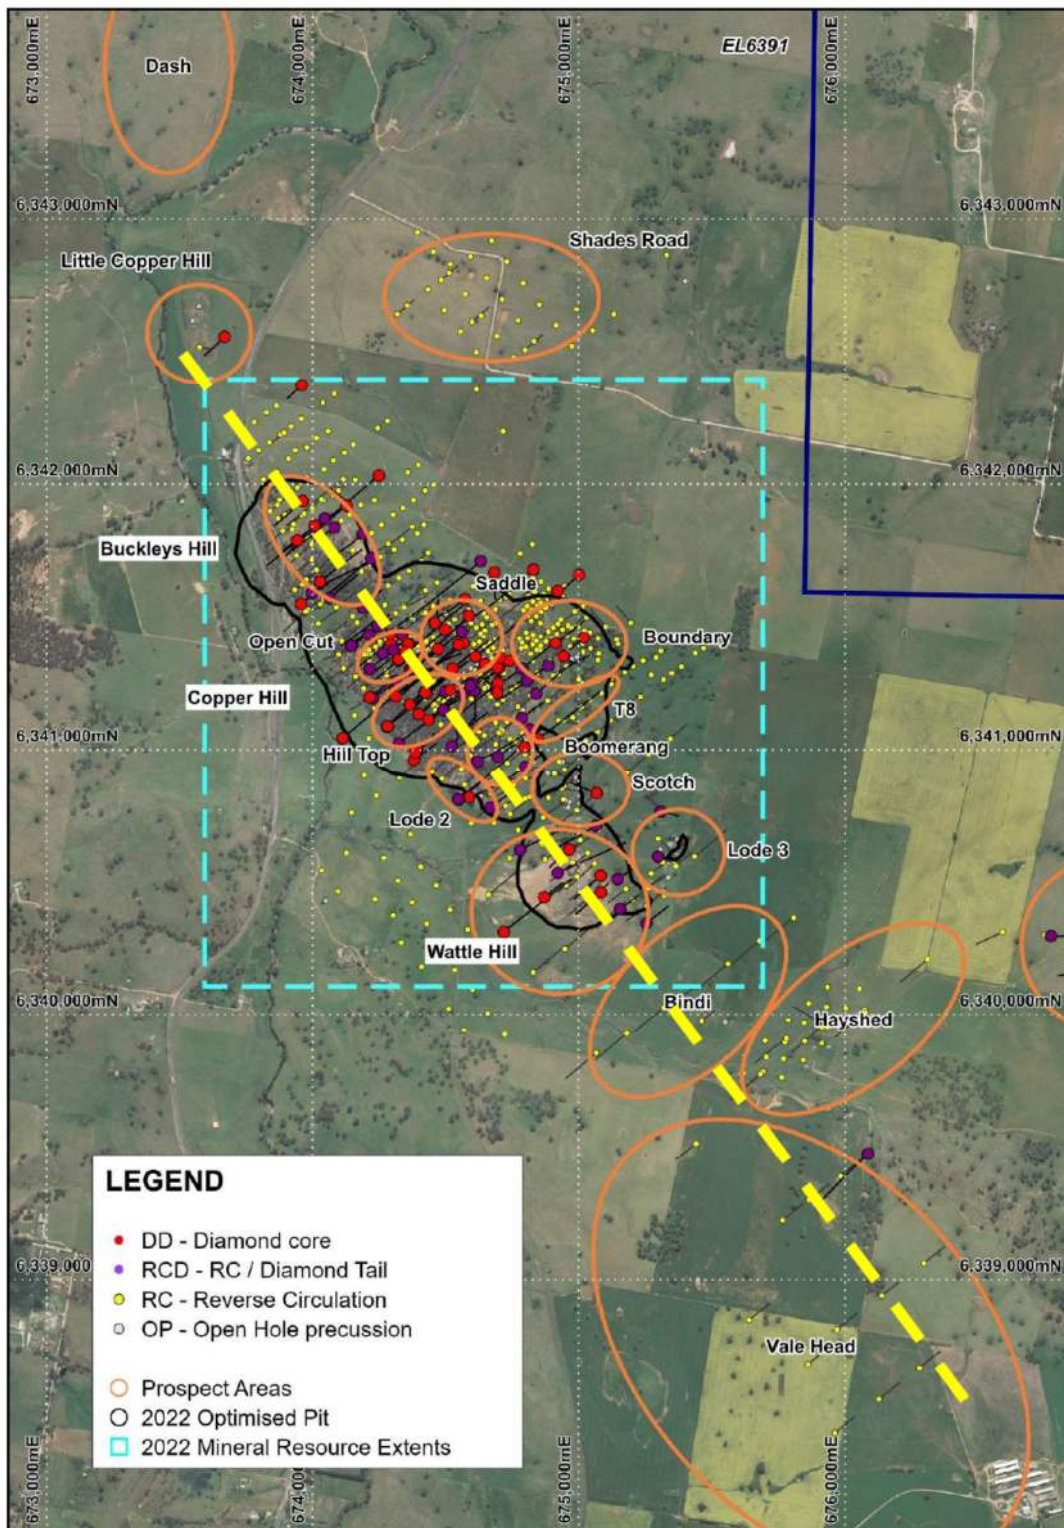 673,000mE
674,000mE
675,000mE
676,000mE
EL6391
Dash
6,343,000mN
6,343,000mN
Shades Road
Little Copper Hill
6,342,000mN
6,342,000mN
Buckleys Hill
Saddle
Open Cut
Boundary
Copper Hill
T8
6,341,000mN
6,341,000mN
Hill Top
Boomerang
Scotch
Lode 2
Lode 3
Wattle Hill
6,340,000mN
6,340,000mN
Bindi
Hayshed
LEGEND
DD - Diamond core
RCD - RC / Diamond Tail
RC - Reverse Circulation
OP - Open Hole precussion
Prospect Areas
2022 Optimised Pit
2022 Mineral Resource Extents
6,339,000
6,339,000mN
Vale Head
673,000mE
674,000mE
675,000mE
676,000mE